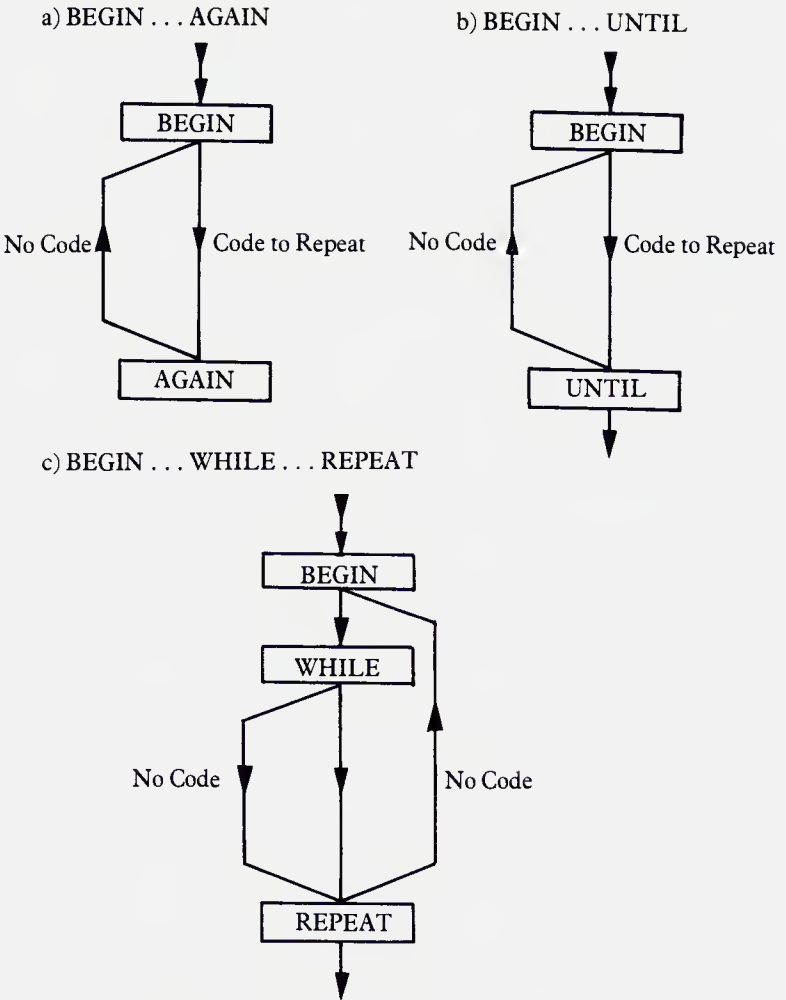 a) BEGIN . . . AGAIN
BEGIN
No Code
Code to Repeat
AGAIN
b) BEGIN . . . UNTIL
BEGIN
No Code
Code to Repeat
UNTIL
c) BEGIN . . . WHILE . . . REPEAT
BEGIN
WHILE
No Code
No Code
REPEAT